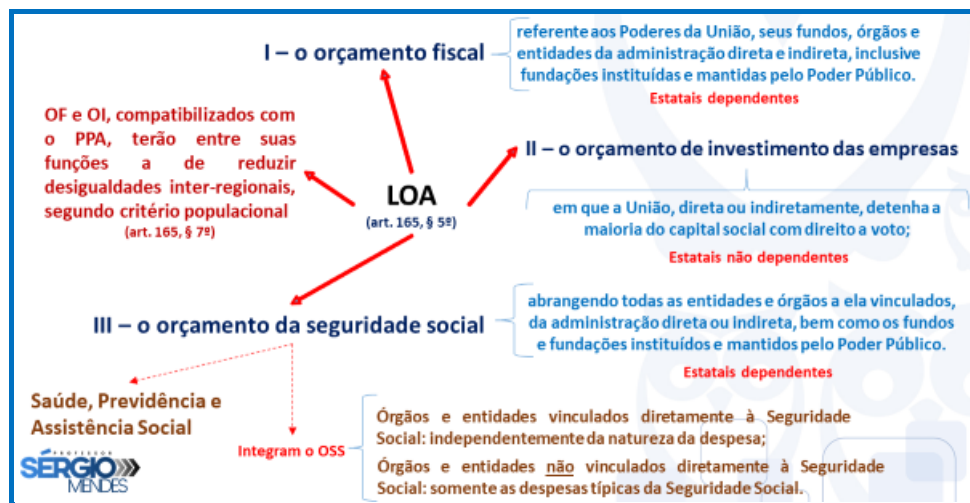 I – o orçamento fiscal
referente aos Poderes da União, seus fundos, órgãos e
entidades da administração direta e indireta, inclusive
fundações instituídas e mantidas pelo Poder Público.
Estatais dependentes
OF e OI, compatibilizados com
o PPA, terão entre suas
funções a de reduzir
desigualdades inter-regionais,
segundo critério populacional
(art. 165, § 7º)
LOA
(art. 165, § 5º)
II – o orçamento de investimento das empresas
em que a União, direta ou indiretamente, detenha a
maioria do capital social com direito a voto;
Estatais não dependentes
III – o orçamento da seguridade social
abrangendo todas as entidades e órgãos a ela vinculados,
da administração direta ou indireta, bem como os fundos
e fundações instituídos e mantidos pelo Poder Público.
Estatais dependentes
Saúde, Previdência e
Assistência Social
Integram o OSS
Órgãos e entidades vinculados diretamente à Seguridade
Social: independentemente da natureza da despesa;
Órgãos e entidades não vinculados diretamente à Seguridade
Social: somente as despesas típicas da Seguridade Social.
PROFESSOR
SÉRGIO
MENDES